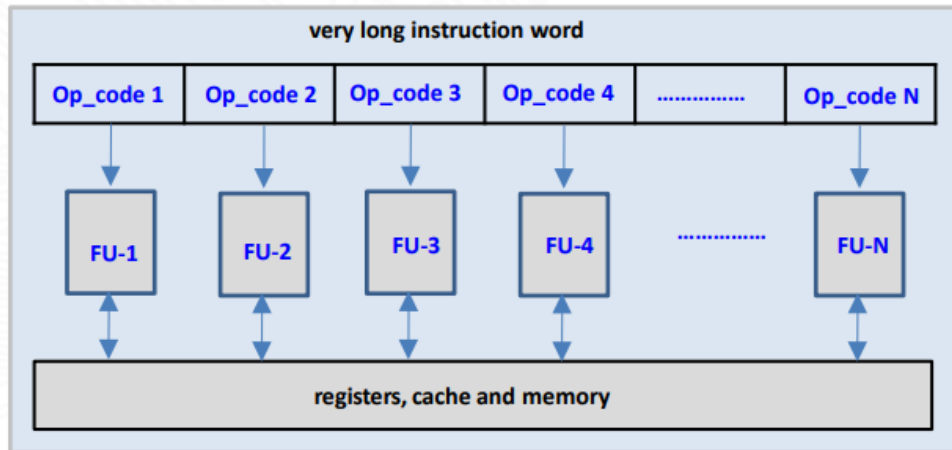 very long instruction word
Op_code 1 Op_code 2 Op_code 3 Op_code 4 ............... Op_code N
FU-1 FU-2 FU-3 FU-4 ............... FU-N
registers, cache and memory